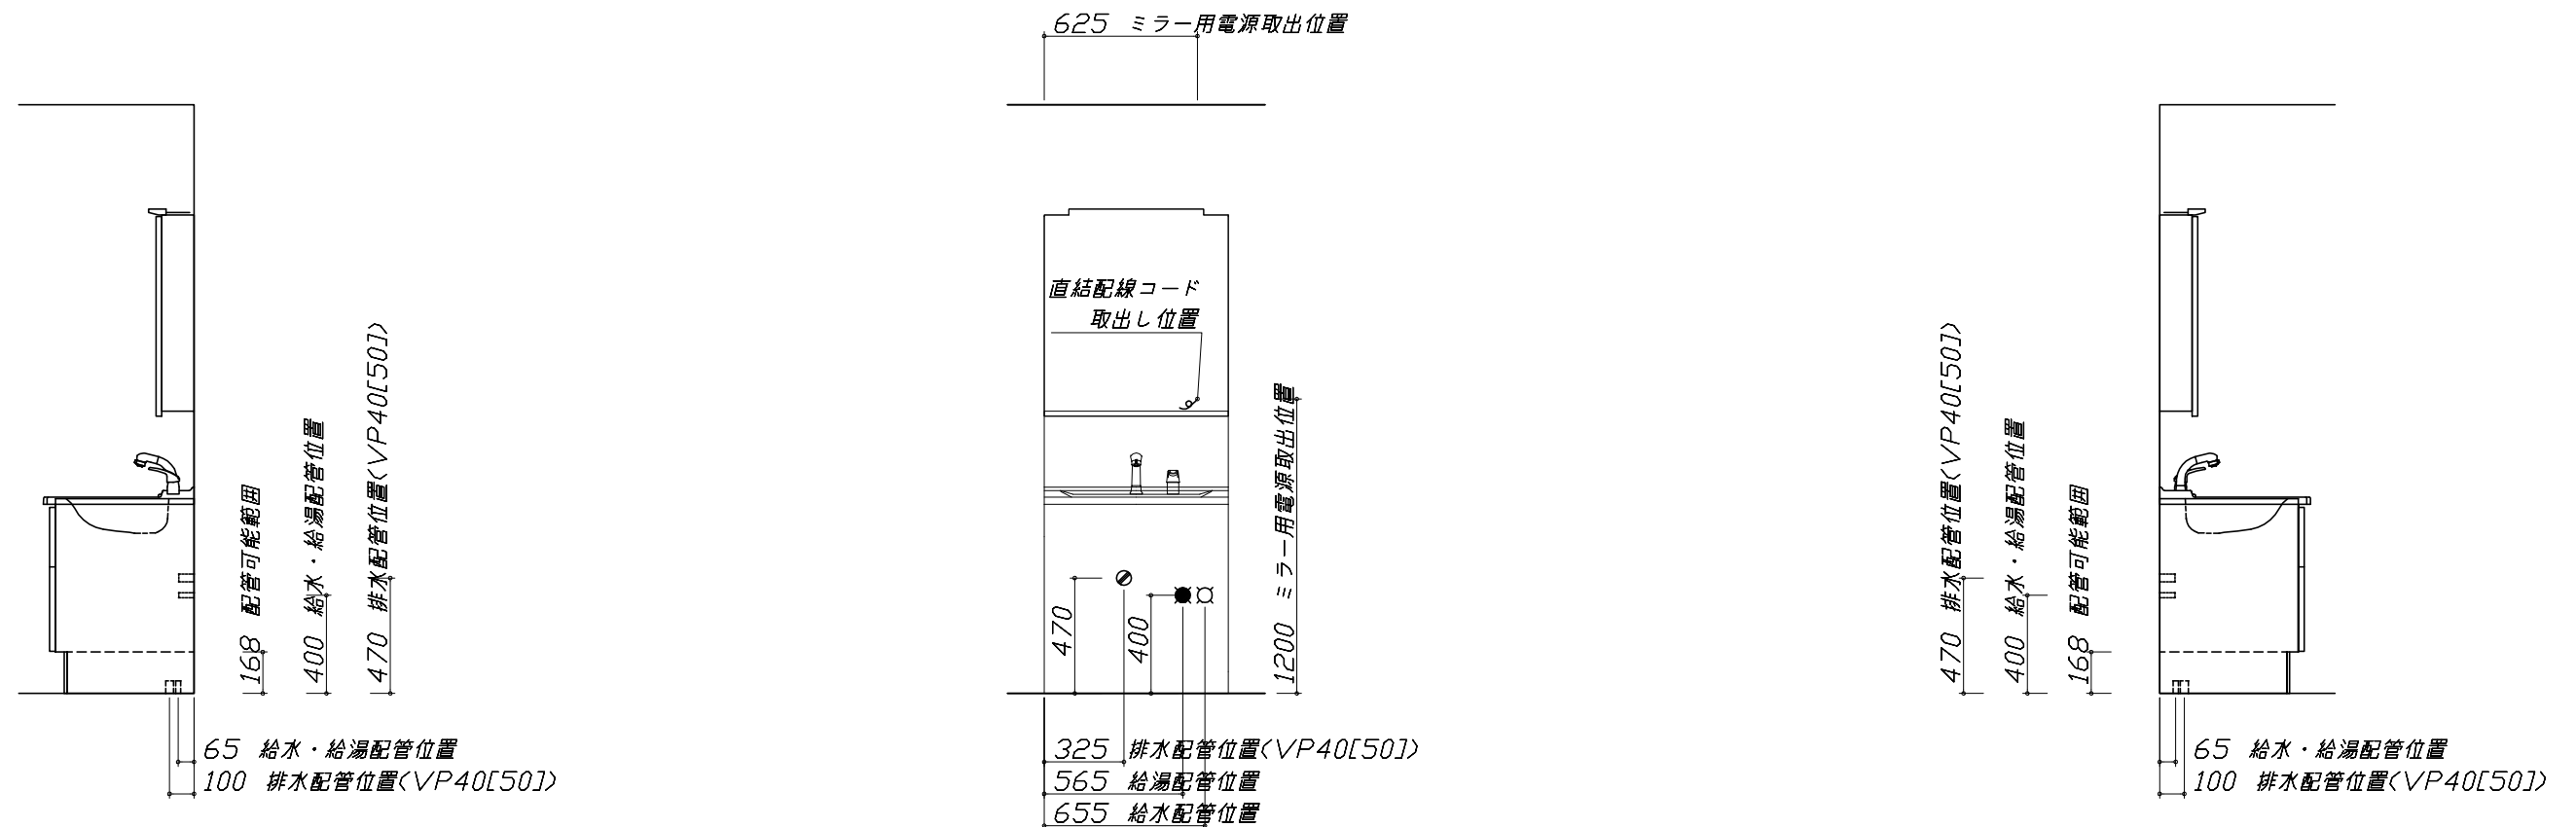 625 ミラー用電源取出位置
直結配線コード
取出し位置
168 配管可能範囲
400 給水・給湯配管位置
470 排水配管位置(VP40[50])
470
400
1200 ミラー用電源取出位置
470 排水配管位置(VP40[50])
400 給水・給湯配管位置
168 配管可能範囲
65 給水・給湯配管位置
100 排水配管位置(VP40[50])
325 排水配管位置(VP40[50])
565 給湯配管位置
655 給水配管位置
65 給水・給湯配管位置
100 排水配管位置(VP40[50])